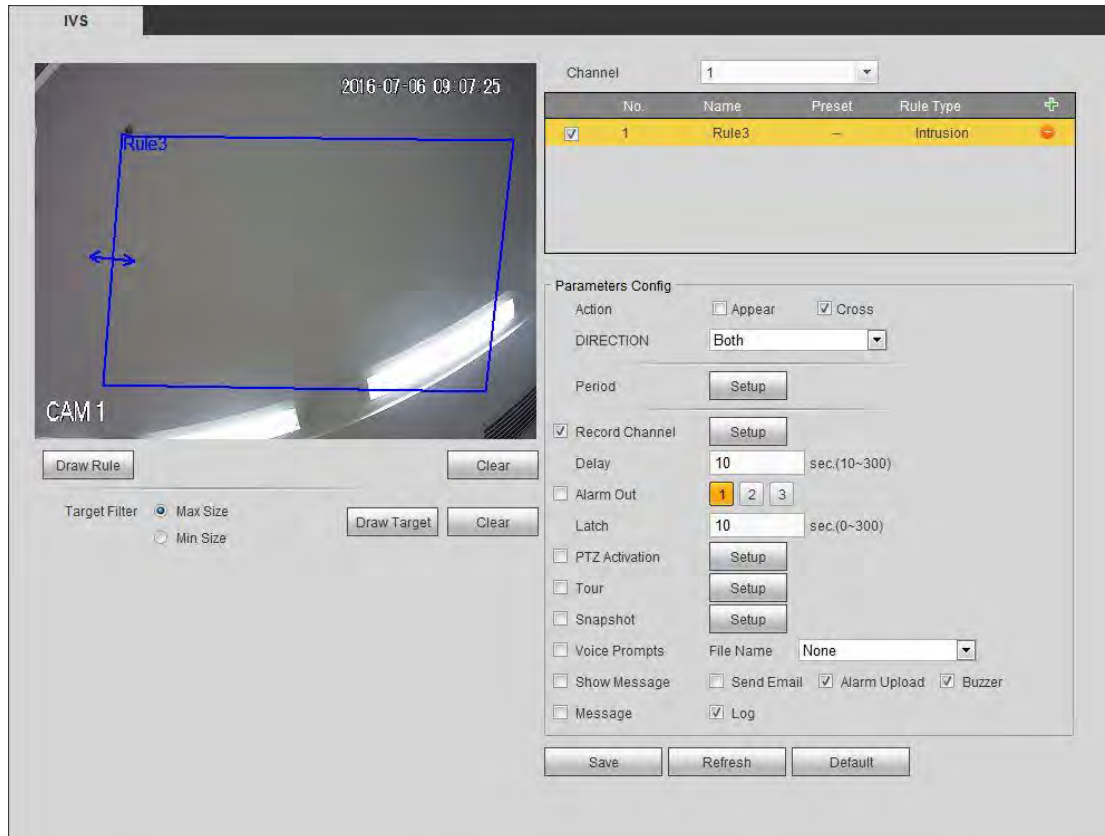 IVS
2016-07-06 09:07:25
Rule3
CAM 1
Draw Rule
Clear
Target Filter
Max Size
Draw Target
Clear
Min Size
Channel
1
No. Name Preset Rule Type
1 Rule3 — Intrusion
Parameters Config
Action Appear Cross
DIRECTION Both
Period Setup
Record Channel Setup
Delay 10 sec.(10~300)
Alarm Out 1 2 3
Latch 10 sec.(0~300)
PTZ Activation Setup
Tour Setup
Snapshot Setup
Voice Prompts File Name None
Show Message Send Email Alarm Upload Buzzer
Message Log
Save Refresh Default